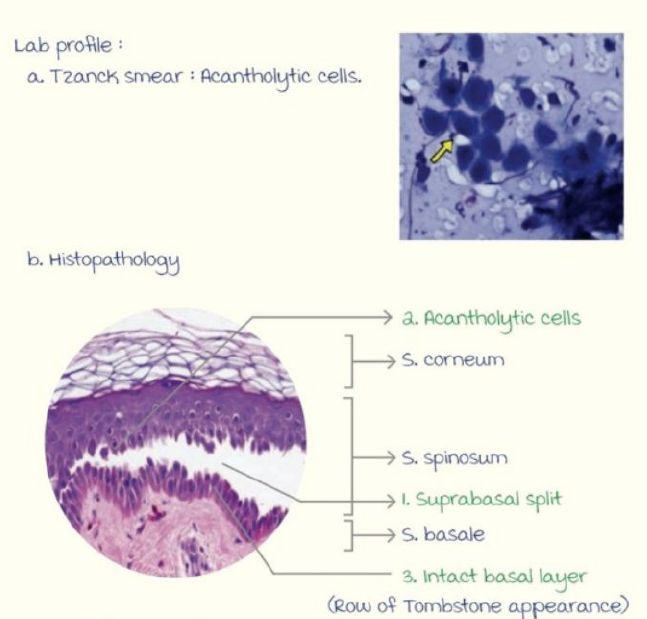 Lab profile :
a. Tzanck smear : Acantholytic cells.
b. Histopathology
2. Acantholytic cells
S. corneum
S. spinosum
1. Suprabasal split
S. basale
3. Intact basal layer
(Row of Tombstone appearance)